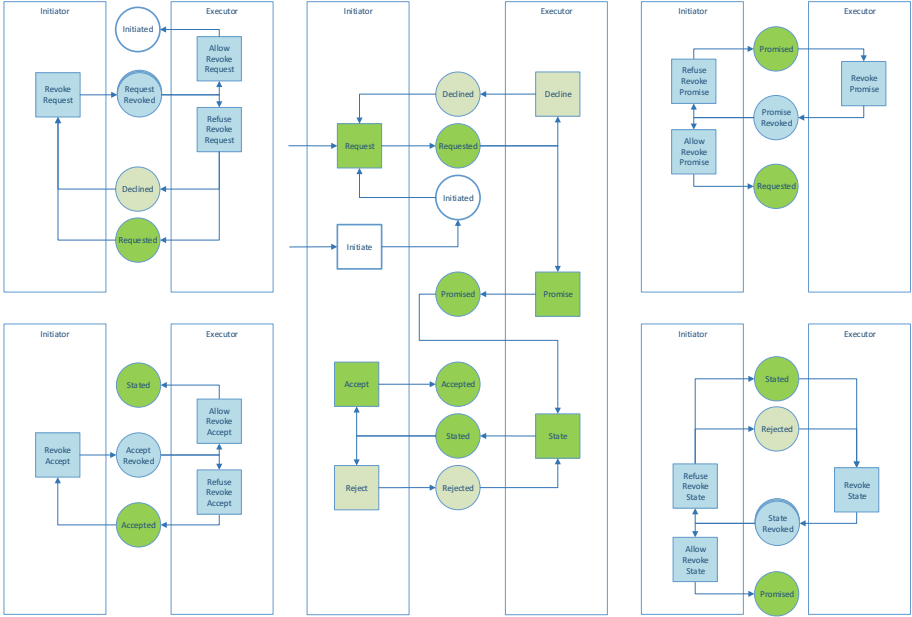 Initiator
Executor
Initiated
Allow
Revoke
Request
Revoke
Request
Request
Revoked
Refuse
Revoke
Request
Declined
Requested
Initiator
Executor
Declined
Decline
Request
Requested
Initiated
Initiate
Promised
Promise
Accept
Accepted
Stated
State
Reject
Rejected
Initiator
Executor
Promised
Refuse
Revoke
Promise
Revoke
Promise
Promise
Revoked
Allow
Revoke
Promise
Requested
Initiator
Executor
Stated
Allow
Revoke
Accept
Revoke
Accept
Accept
Revoked
Refuse
Revoke
Accept
Accepted
Initiator
Executor
Stated
Rejected
Refuse
Revoke
State
Revoke
State
State
Revoked
Allow
Revoke
State
Promised